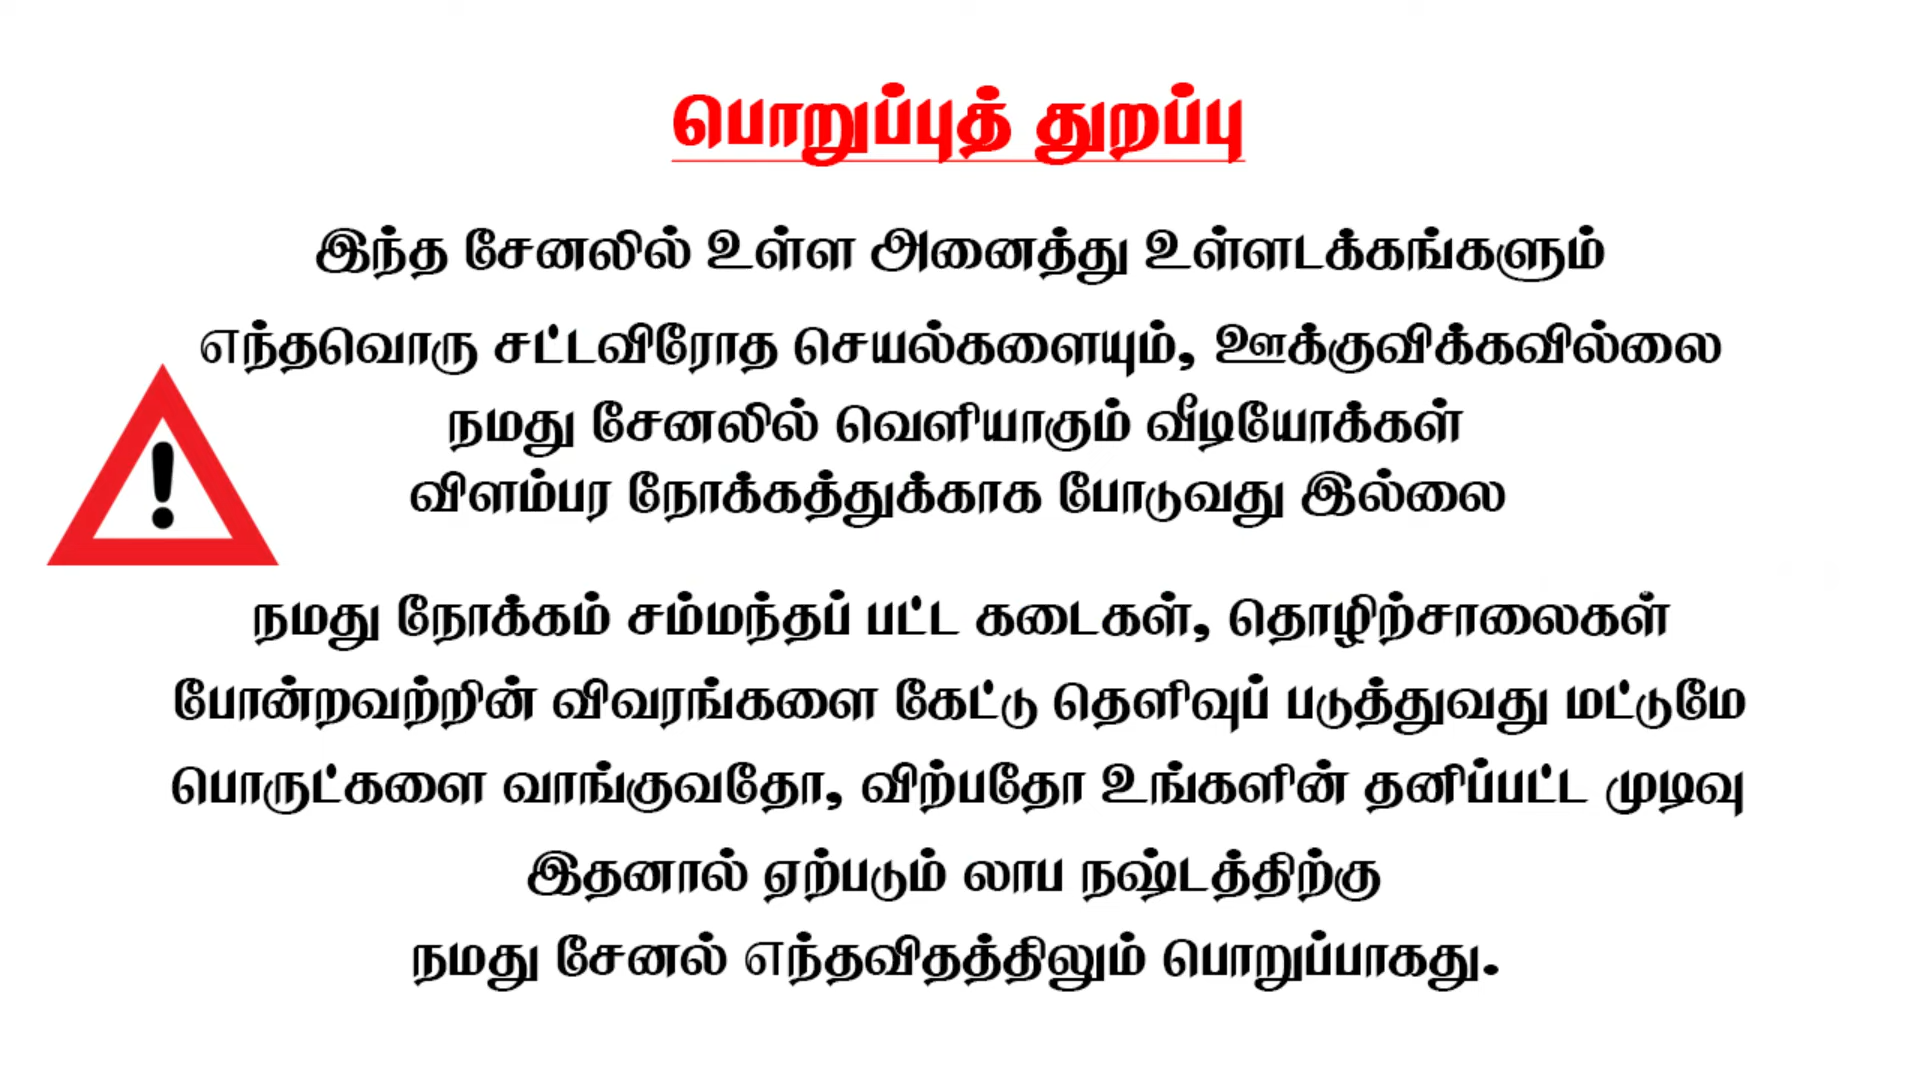 பொறுப்புத் துறப்பு
இந்த சேனலில் உள்ள அனைத்து உள்ளடக்கங்களும்
எந்தவொரு சட்டவிரோத செயல்களையும், ஊக்குவிக்கவில்லை
நமது சேனலில் வெளியாகும் வீடியோக்கள்
விளம்பர நோக்கத்துக்காக போடுவது இல்லை
நமது நோக்கம் சம்மந்தப் பட்ட கடைகள், தொழிற்சாலைகள்
போன்றவற்றின் விவரங்களை கேட்டு தெளிவுப் படுத்துவது மட்டுமே
பொருட்களை வாங்குவதோ, விற்பதோ உங்களின் தனிப்பட்ட முடிவு
இதனால் ஏற்படும் லாப நஷ்டத்திற்கு
நமது சேனல் எந்தவிதத்திலும் பொறுப்பாகது.